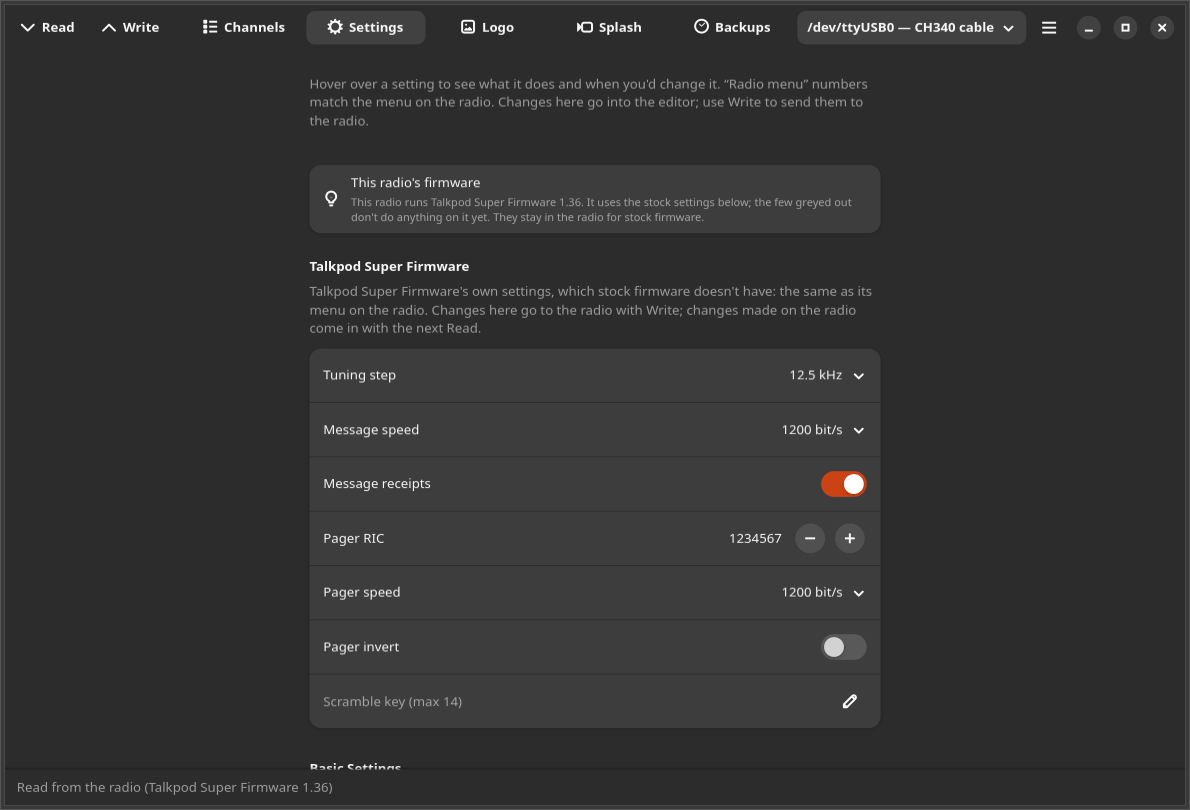 Read
Write
Channels
Settings
Logo
Splash
Backups
/dev/ttyUSB0 — CH340 cable
Hover over a setting to see what it does and when you'd change it. “Radio menu” numbers
match the menu on the radio. Changes here go into the editor; use Write to send them to
the radio.
This radio's firmware
This radio runs Talkpod Super Firmware 1.36. It uses the stock settings below; the few greyed out
don't do anything on it yet. They stay in the radio for stock firmware.
Talkpod Super Firmware
Talkpod Super Firmware's own settings, which stock firmware doesn't have: the same as its
menu on the radio. Changes here go to the radio with Write; changes made on the radio
come in with the next Read.
Tuning step
12.5 kHz
Message speed
1200 bit/s
Message receipts
Pager RIC
1234567
Pager speed
1200 bit/s
Pager invert
Scramble key (max 14)
Basic Settings
Read from the radio (Talkpod Super Firmware 1.36)